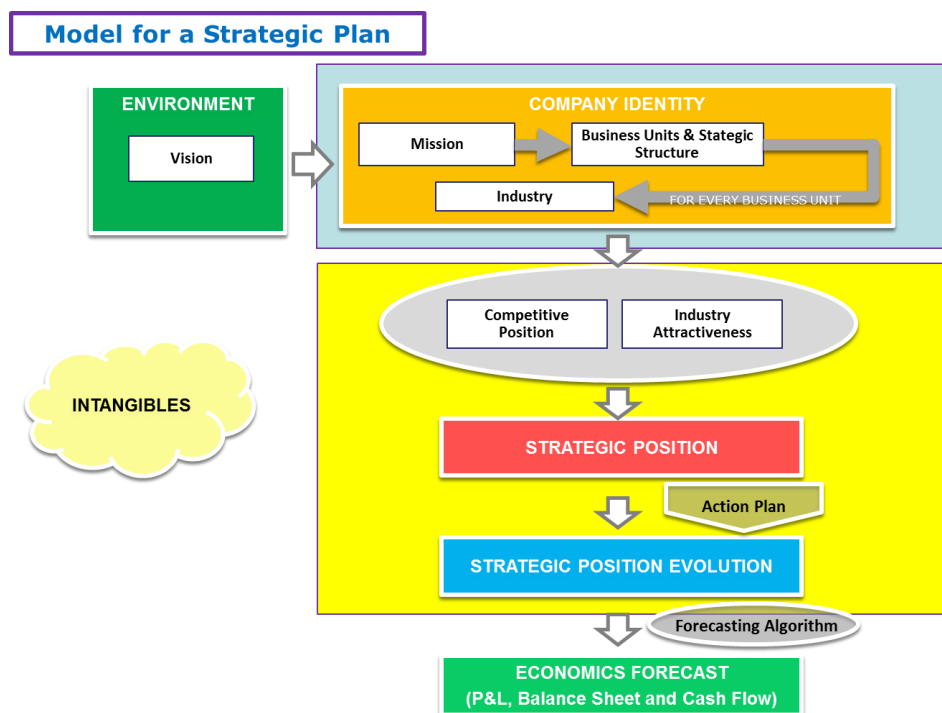 Model for a Strategic Plan
ENVIRONMENT
Vision
COMPANY IDENTITY
Mission
Business Units & Stategic
Structure
Industry
FOR EVERY BUSINESS UNIT
Competitive
Position
Industry
Attractiveness
INTANGIBLES
STRATEGIC POSITION
Action Plan
STRATEGIC POSITION EVOLUTION
Forecasting Algorithm
ECONOMICS FORECAST
(P&L, Balance Sheet and Cash Flow)